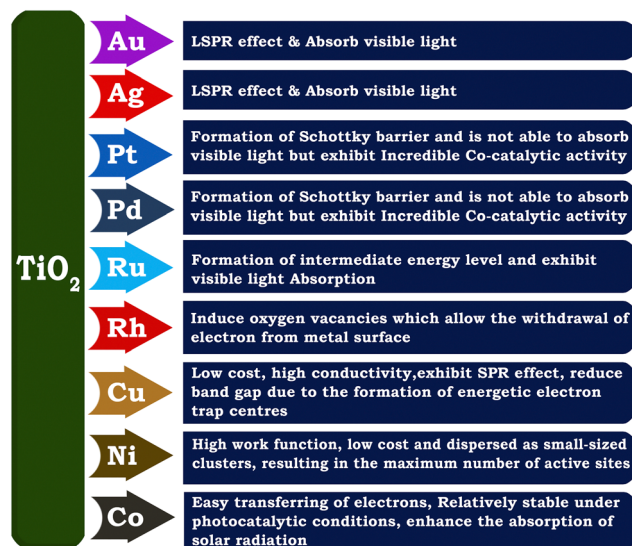 TiO₂
Au
LSPR effect & Absorb visible light
Ag
LSPR effect & Absorb visible light
Pt
Formation of Schottky barrier and is not able to absorb
visible light but exhibit Incredible Co-catalytic activity
Pd
Formation of Schottky barrier and is not able to absorb
visible light but exhibit Incredible Co-catalytic activity
Ru
Formation of intermediate energy level and exhibit
visible light Absorption
Rh
Induce oxygen vacancies which allow the withdrawal of
electron from metal surface
Cu
Low cost, high conductivity,exhibit SPR effect, reduce
band gap due to the formation of energetic electron
trap centres
Ni
High work function, low cost and dispersed as small-sized
clusters, resulting in the maximum number of active sites
Co
Easy transferring of electrons, Relatively stable under
photocatalytic conditions, enhance the absorption of
solar radiation